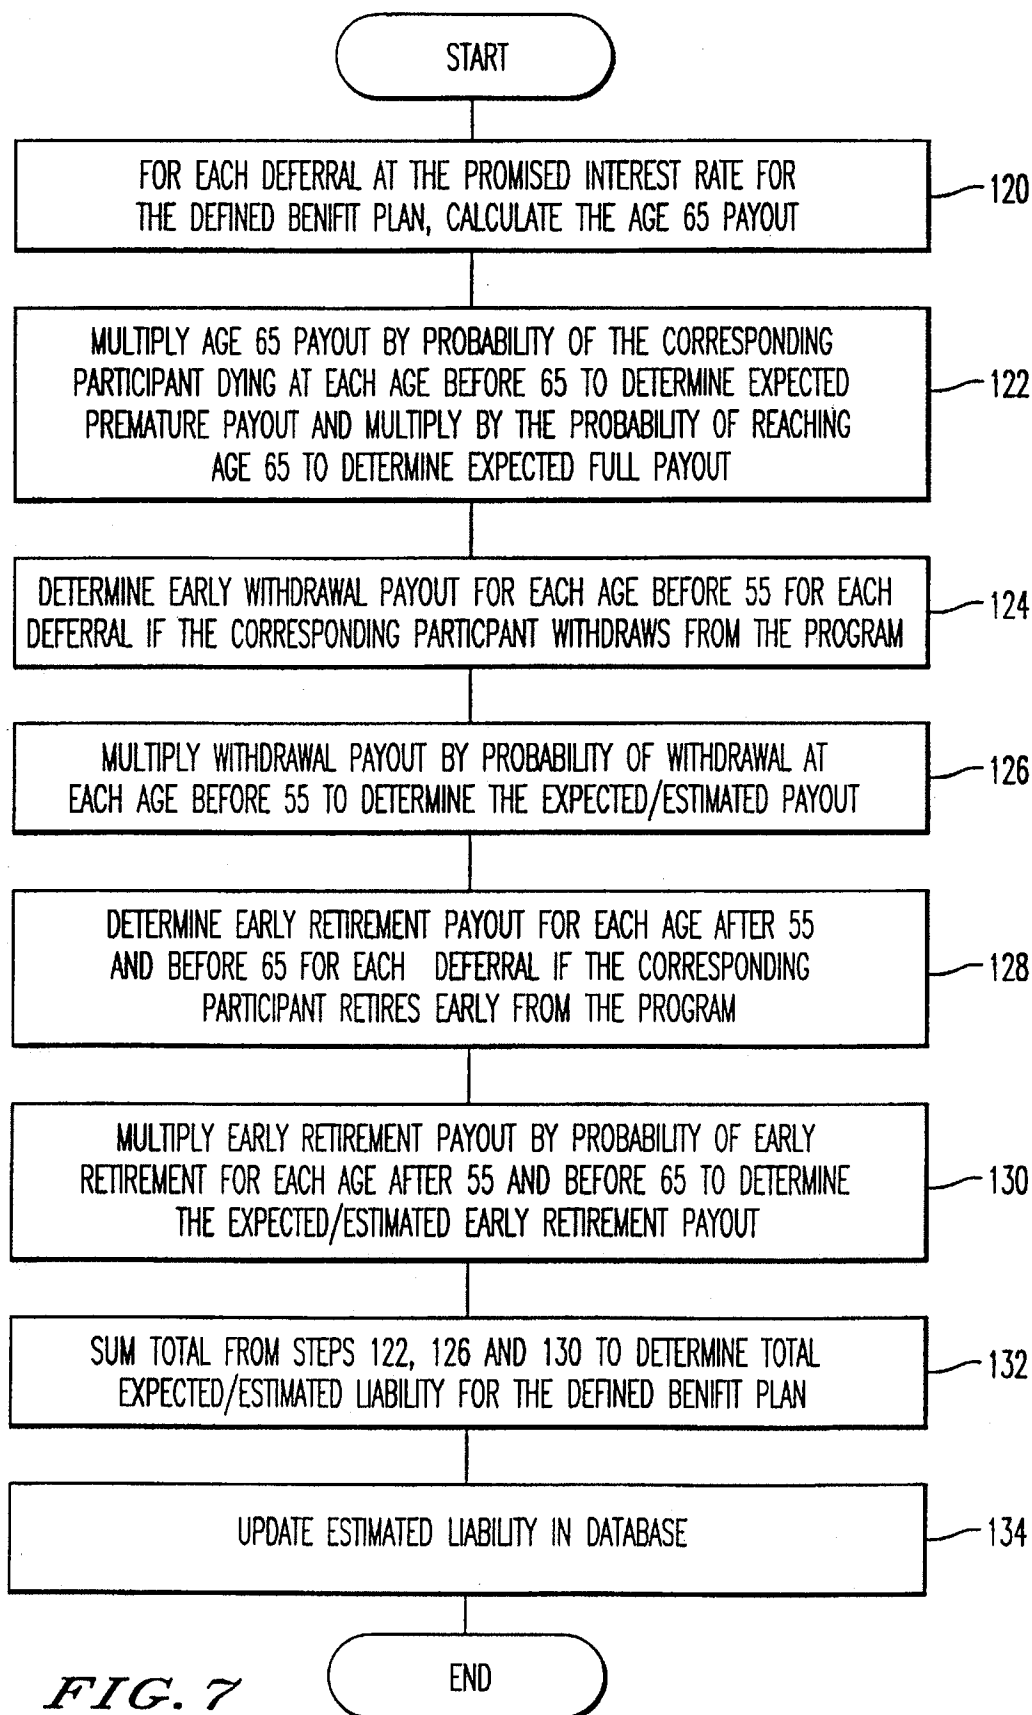 START
FOR EACH DEFERRAL AT THE PROMISED INTEREST RATE FOR
THE DEFINED BENIFIT PLAN, CALCULATE THE AGE 65 PAYOUT
120
MULTIPLY AGE 65 PAYOUT BY PROBABILITY OF THE CORRESPONDING
PARTICIPANT DYING AT EACH AGE BEFORE 65 TO DETERMINE EXPECTED
PREMATURE PAYOUT AND MULTIPLY BY THE PROBABILITY OF REACHING
AGE 65 TO DETERMINE EXPECTED FULL PAYOUT
122
DETERMINE EARLY WITHDRAWAL PAYOUT FOR EACH AGE BEFORE 55 FOR EACH
DEFERRAL IF THE CORRESPONDING PARTICPANT WITHDRAWS FROM THE PROGRAM
124
MULTIPLY WITHDRAWAL PAYOUT BY PROBABILITY OF WITHDRAWAL AT
EACH AGE BEFORE 55 TO DETERMINE THE EXPECTED/ESTIMATED PAYOUT
126
DETERMINE EARLY RETIREMENT PAYOUT FOR EACH AGE AFTER 55
AND BEFORE 65 FOR EACH DEFERRAL IF THE CORRESPONDING
PARTICIPANT RETIRES EARLY FROM THE PROGRAM
128
MULTIPLY EARLY RETIREMENT PAYOUT BY PROBABILITY OF EARLY
RETIREMENT FOR EACH AGE AFTER 55 AND BEFORE 65 TO DETERMINE
THE EXPECTED/ESTIMATED EARLY RETIREMENT PAYOUT
130
SUM TOTAL FROM STEPS 122, 126 AND 130 TO DETERMINE TOTAL
EXPECTED/ESTIMATED LIABILITY FOR THE DEFINED BENIFIT PLAN
132
UPDATE ESTIMATED LIABILITY IN DATABASE
134
END
FIG. 7